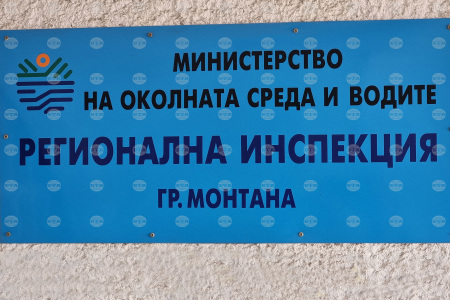 МИНИСТЕРСТВО
НА ОКОЛНАТА СРЕДА И ВОДИТЕ
РЕГИОНАЛНА ИНСПЕКЦИЯ
ГР. МОНТАНА